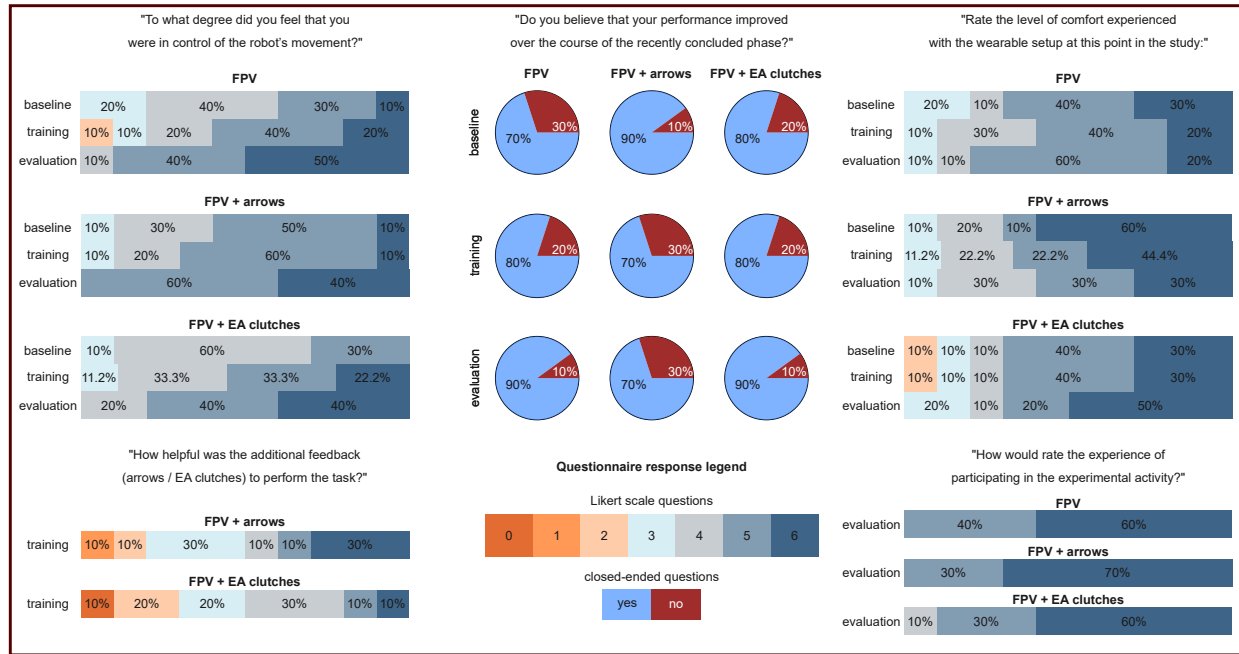 "To what degree did you feel that you
were in control of the robot's movement?"
FPV
baseline 20% 40% 30% 10%
training 10% 10% 20% 40% 20%
evaluation 10% 40% 50%
FPV + arrows
baseline 10% 30% 50% 10%
training 10% 20% 60% 10%
evaluation 60% 40%
FPV + EA clutches
baseline 10% 60% 30%
training 11.2% 33.3% 33.3% 22.2%
evaluation 20% 40% 40%
"Do you believe that your performance improved
over the course of the recently concluded phase?"
FPV FPV + arrows FPV + EA clutches
baseline 70% 30% 90% 10% 80% 20%
training 80% 20% 70% 30% 80% 20%
evaluation 90% 10% 70% 30% 90% 10%
"Rate the level of comfort experienced
with the wearable setup at this point in the study:"
FPV
baseline 20% 10% 40% 30%
training 10% 30% 40% 20%
evaluation 10% 10% 60% 20%
FPV + arrows
baseline 10% 20% 10% 60%
training 11.2% 22.2% 22.2% 44.4%
evaluation 10% 30% 30% 30%
FPV + EA clutches
baseline 10% 10% 10% 40% 30%
training 10% 10% 10% 40% 30%
evaluation 20% 10% 20% 50%
"How helpful was the additional feedback
(arrows / EA clutches) to perform the task?"
FPV + arrows
training 10% 10% 30% 10% 10% 30%
FPV + EA clutches
training 10% 20% 20% 30% 10% 10%
Questionnaire response legend
Likert scale questions
0 1 2 3 4 5 6
closed-ended questions
yes no
"How would rate the experience of
participating in the experimental activity?"
FPV
evaluation 40% 60%
FPV + arrows
evaluation 30% 70%
FPV + EA clutches
evaluation 10% 30% 60%